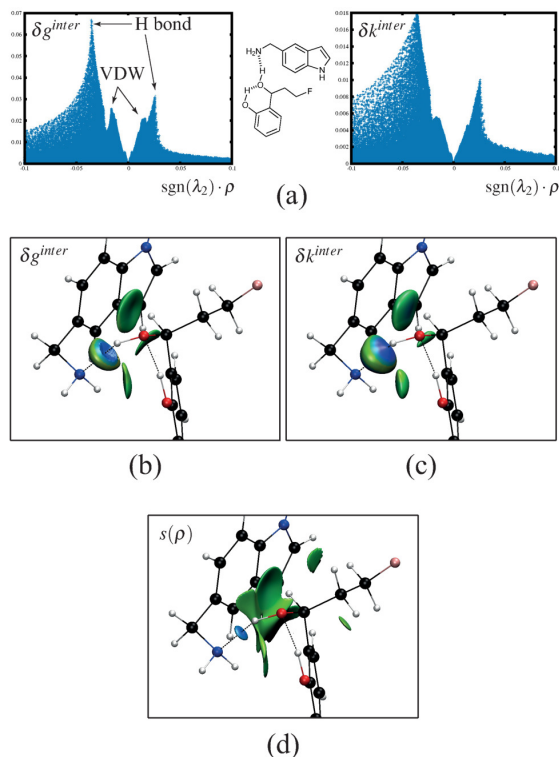 δg^inter
H bond
VDW
0.07
0.06
0.05
0.04
0.03
0.02
0.01
0
-0.1
-0.05
0
0.05
0.1
sgn(λ₂) · ρ
NH₂
N
H
H
H
O
O
F
δk^inter
0.018
0.016
0.014
0.012
0.01
0.008
0.006
0.004
0.002
0
-0.1
-0.05
0
0.05
0.1
sgn(λ₂) · ρ
(a)
δg^inter
(b)
δk^inter
(c)
s(ρ)
(d)